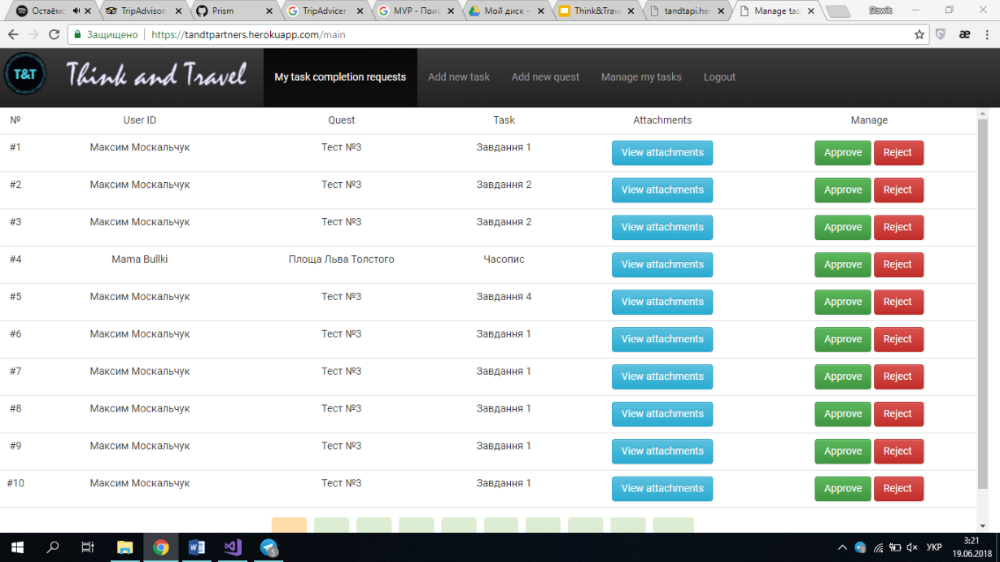 Остаём
TripAdvisor:
Prism
TripAdvicer -
MVP - Поис
Мой диск –
Think&Trave
tandtapi.her
Manage tas
Slawik
Защищено
https://tandtpartners.herokuapp.com/main
T&T
Think and Travel
My task completion requests
Add new task
Add new quest
Manage my tasks
Logout
№ User ID Quest Task Attachments Manage
#1 Максим Москальчук Тест №3 Завдання 1 View attachments Approve Reject
#2 Максим Москальчук Тест №3 Завдання 2 View attachments Approve Reject
#3 Максим Москальчук Тест №3 Завдання 2 View attachments Approve Reject
#4 Mama Bullki Площа Льва Толстого Часопис View attachments Approve Reject
#5 Максим Москальчук Тест №3 Завдання 4 View attachments Approve Reject
#6 Максим Москальчук Тест №3 Завдання 1 View attachments Approve Reject
#7 Максим Москальчук Тест №3 Завдання 1 View attachments Approve Reject
#8 Максим Москальчук Тест №3 Завдання 1 View attachments Approve Reject
#9 Максим Москальчук Тест №3 Завдання 1 View attachments Approve Reject
#10 Максим Москальчук Тест №3 Завдання 1 View attachments Approve Reject
УКР
3:21
19.06.2018